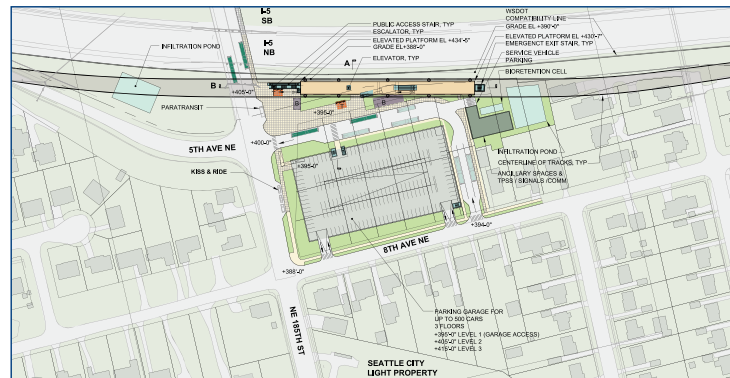 I-5
SB
I-5
NB
PUBLIC ACCESS STAIR, TYP
ESCALATOR, TYP
ELEVATED PLATFORM EL +434'-5"
GRADE EL+388'-0"
ELEVATOR, TYP
WSDOT
COMPATIBILITY LINE
GRADE EL +390'-0"
ELEVATED PLATFORM EL +430'-7"
EMERGENCT EXIT STAIR, TYP
SERVICE VEHICLE
PARKING
BIORETENTION CELL
INFILTRATION POND
A
B
+405'-0"
PARATRANSIT
B
B
+395'-0"
+400'-0"
5TH AVE NE
KISS & RIDE
+395'-0"
INFILTRATION POND
CENTERLINE OF TRACKS, TYP
ANCILLARY SPACES &
TPSS / SIGNALS /COMM
+394'-0"
8TH AVE NE
+388'-0"
NE 185TH ST
PARKING GARAGE FOR
UP TO 500 CARS
3 FLOORS
+395'-0" LEVEL 1 (GARAGE ACCESS)
+405'-0" LEVEL 2
+415'-0" LEVEL 3
SEATTLE CITY
LIGHT PROPERTY